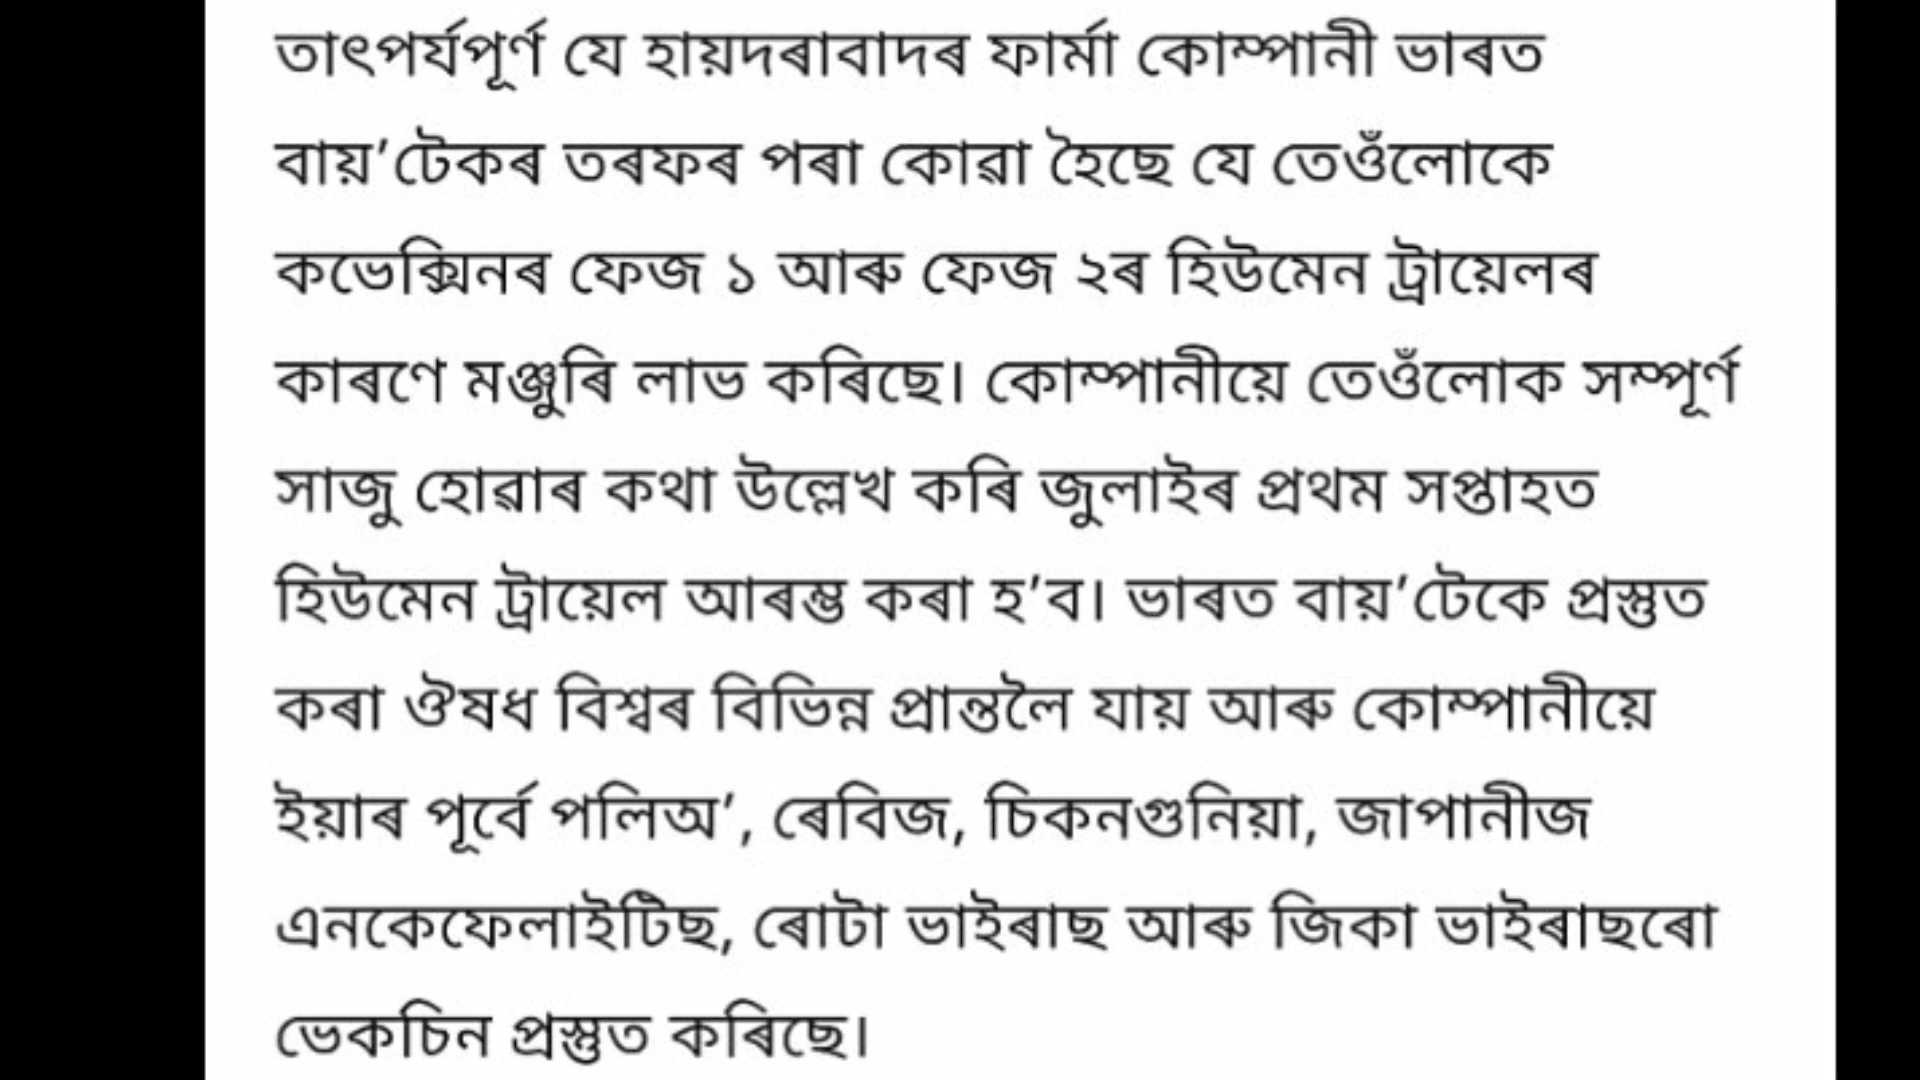 তাৎপৰ্যপূৰ্ণ যে হায়দৰাবাদৰ ফাৰ্মা কোম্পানী ভাৰত
বায়'টেকৰ তৰফৰ পৰা কোৱা হৈছে যে তেওঁলোকে
কভেক্সিনৰ ফেজ ১ আৰু ফেজ ২ৰ হিউমেন ট্ৰায়েলৰ
কাৰণে মঞ্জুৰি লাভ কৰিছে। কোম্পানীয়ে তেওঁলোক সম্পূৰ্ণ
সাজু হোৱাৰ কথা উল্লেখ কৰি জুলাইৰ প্ৰথম সপ্তাহত
হিউমেন ট্ৰায়েল আৰম্ভ কৰা হ'ব। ভাৰত বায়'টেকে প্ৰস্তুত
কৰা ঔষধ বিশ্বৰ বিভিন্ন প্ৰান্তলৈ যায় আৰু কোম্পানীয়ে
ইয়াৰ পূৰ্বে পলিঅ', ৰেবিজ, চিকনগুনিয়া, জাপানীজ
এনকেফেলাইটিছ, ৰোটা ভাইৰাছ আৰু জিকা ভাইৰাছৰো
ভেকচিন প্ৰস্তুত কৰিছে।